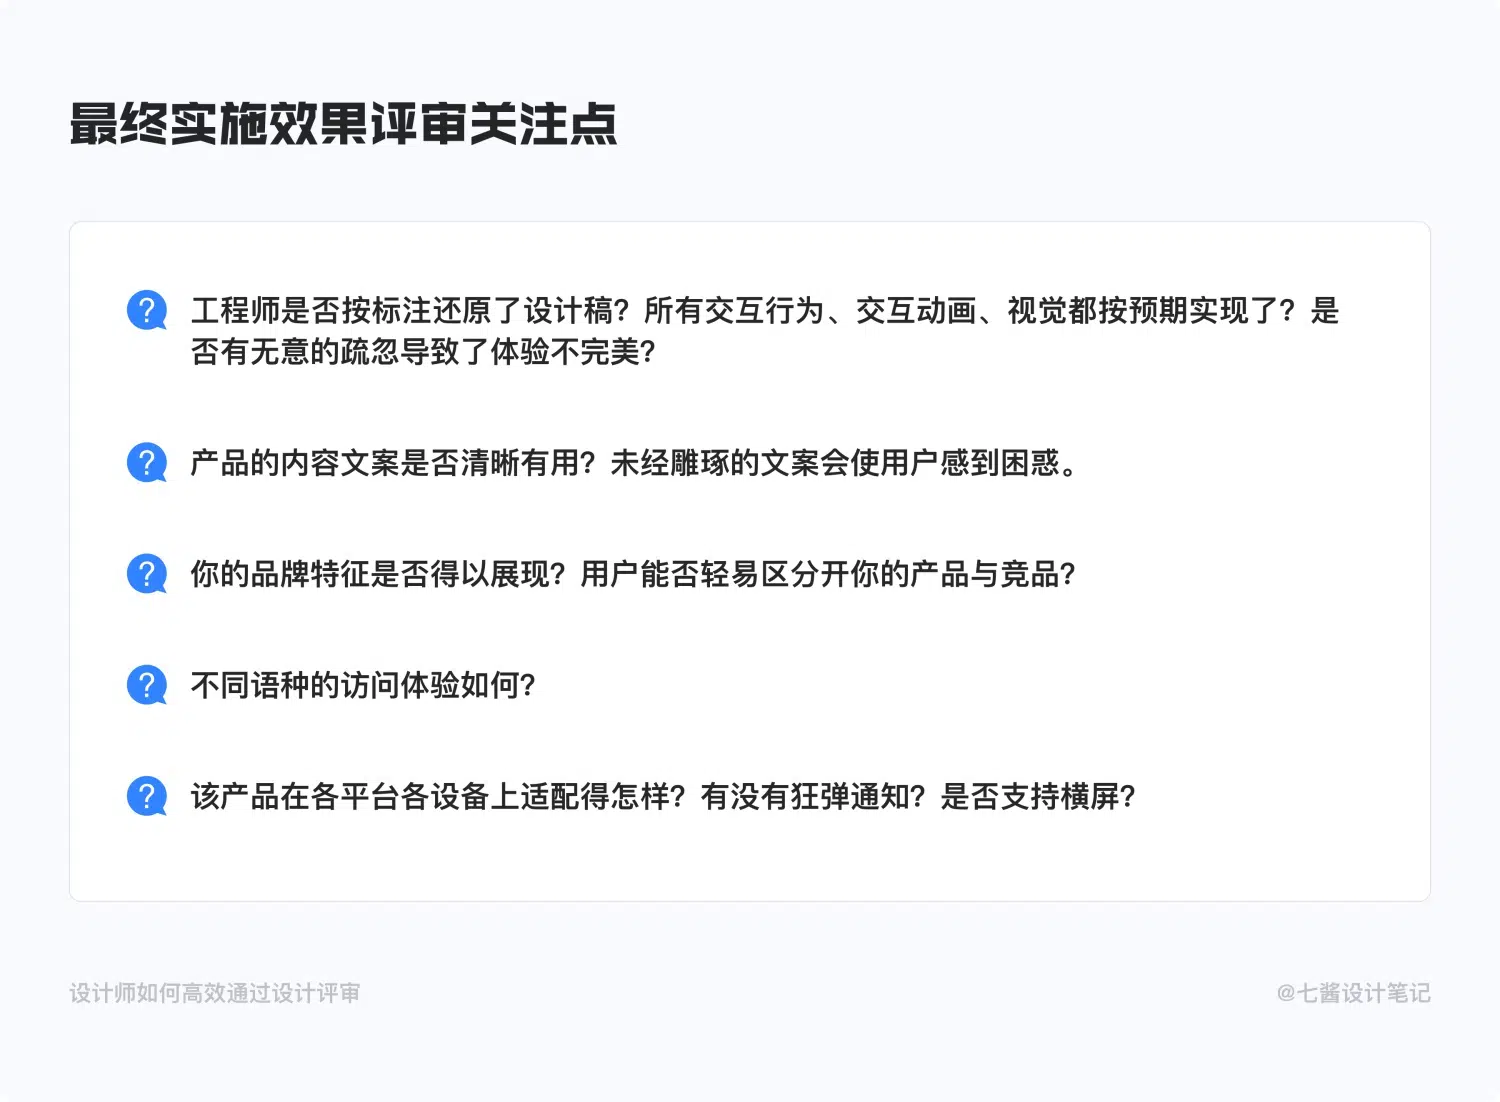 最终实施效果评审关注点
工程师是否按标注还原了设计稿？所有交互行为、交互动画、视觉都按预期实现了？是
否有无意的疏忽导致了体验不完美？
产品的内容文案是否清晰有用？未经雕琢的文案会使用户感到困惑。
你的品牌特征是否得以展现？用户能否轻易区分开你的产品与竞品？
不同语种的访问体验如何？
该产品在各平台各设备上适配得怎样？有没有狂弹通知？是否支持横屏？
设计师如何高效通过设计评审
@七酱设计笔记